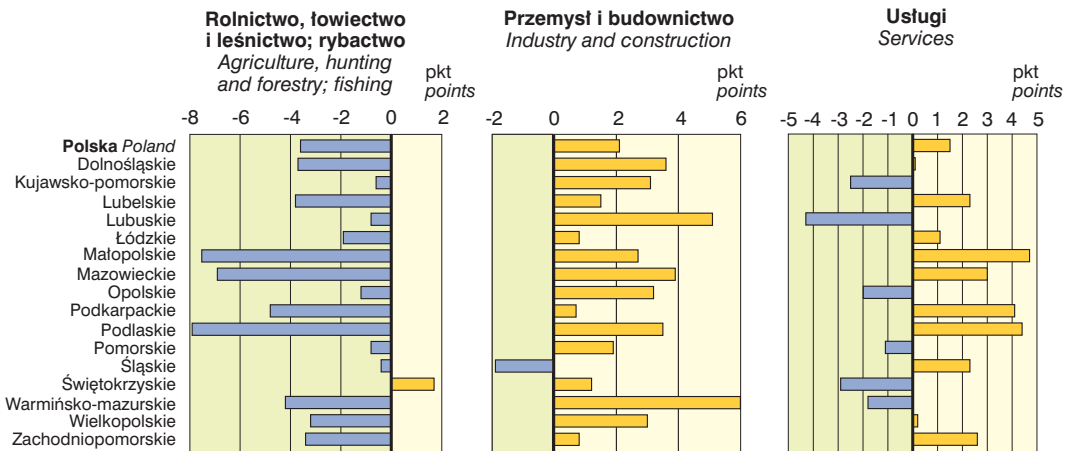 Rolnictwo, łowiectwo
i leśnictwo; rybactwo
Agriculture, hunting
and forestry; fishing
pkt
points
-8 -6 -4 -2 0 2
Przemysł i budownictwo
Industry and construction
pkt
points
-2 0 2 4 6
Usługi
Services
pkt
points
-5 -4 -3 -2 -1 0 1 2 3 4 5
Polska Poland
Dolnośląskie
Kujawsko-pomorskie
Lubelskie
Lubuskie
Łódzkie
Małopolskie
Mazowieckie
Opolskie
Podkarpackie
Podlaskie
Pomorskie
Śląskie
Świętokrzyskie
Warmińsko-mazurskie
Wielkopolskie
Zachodniopomorskie